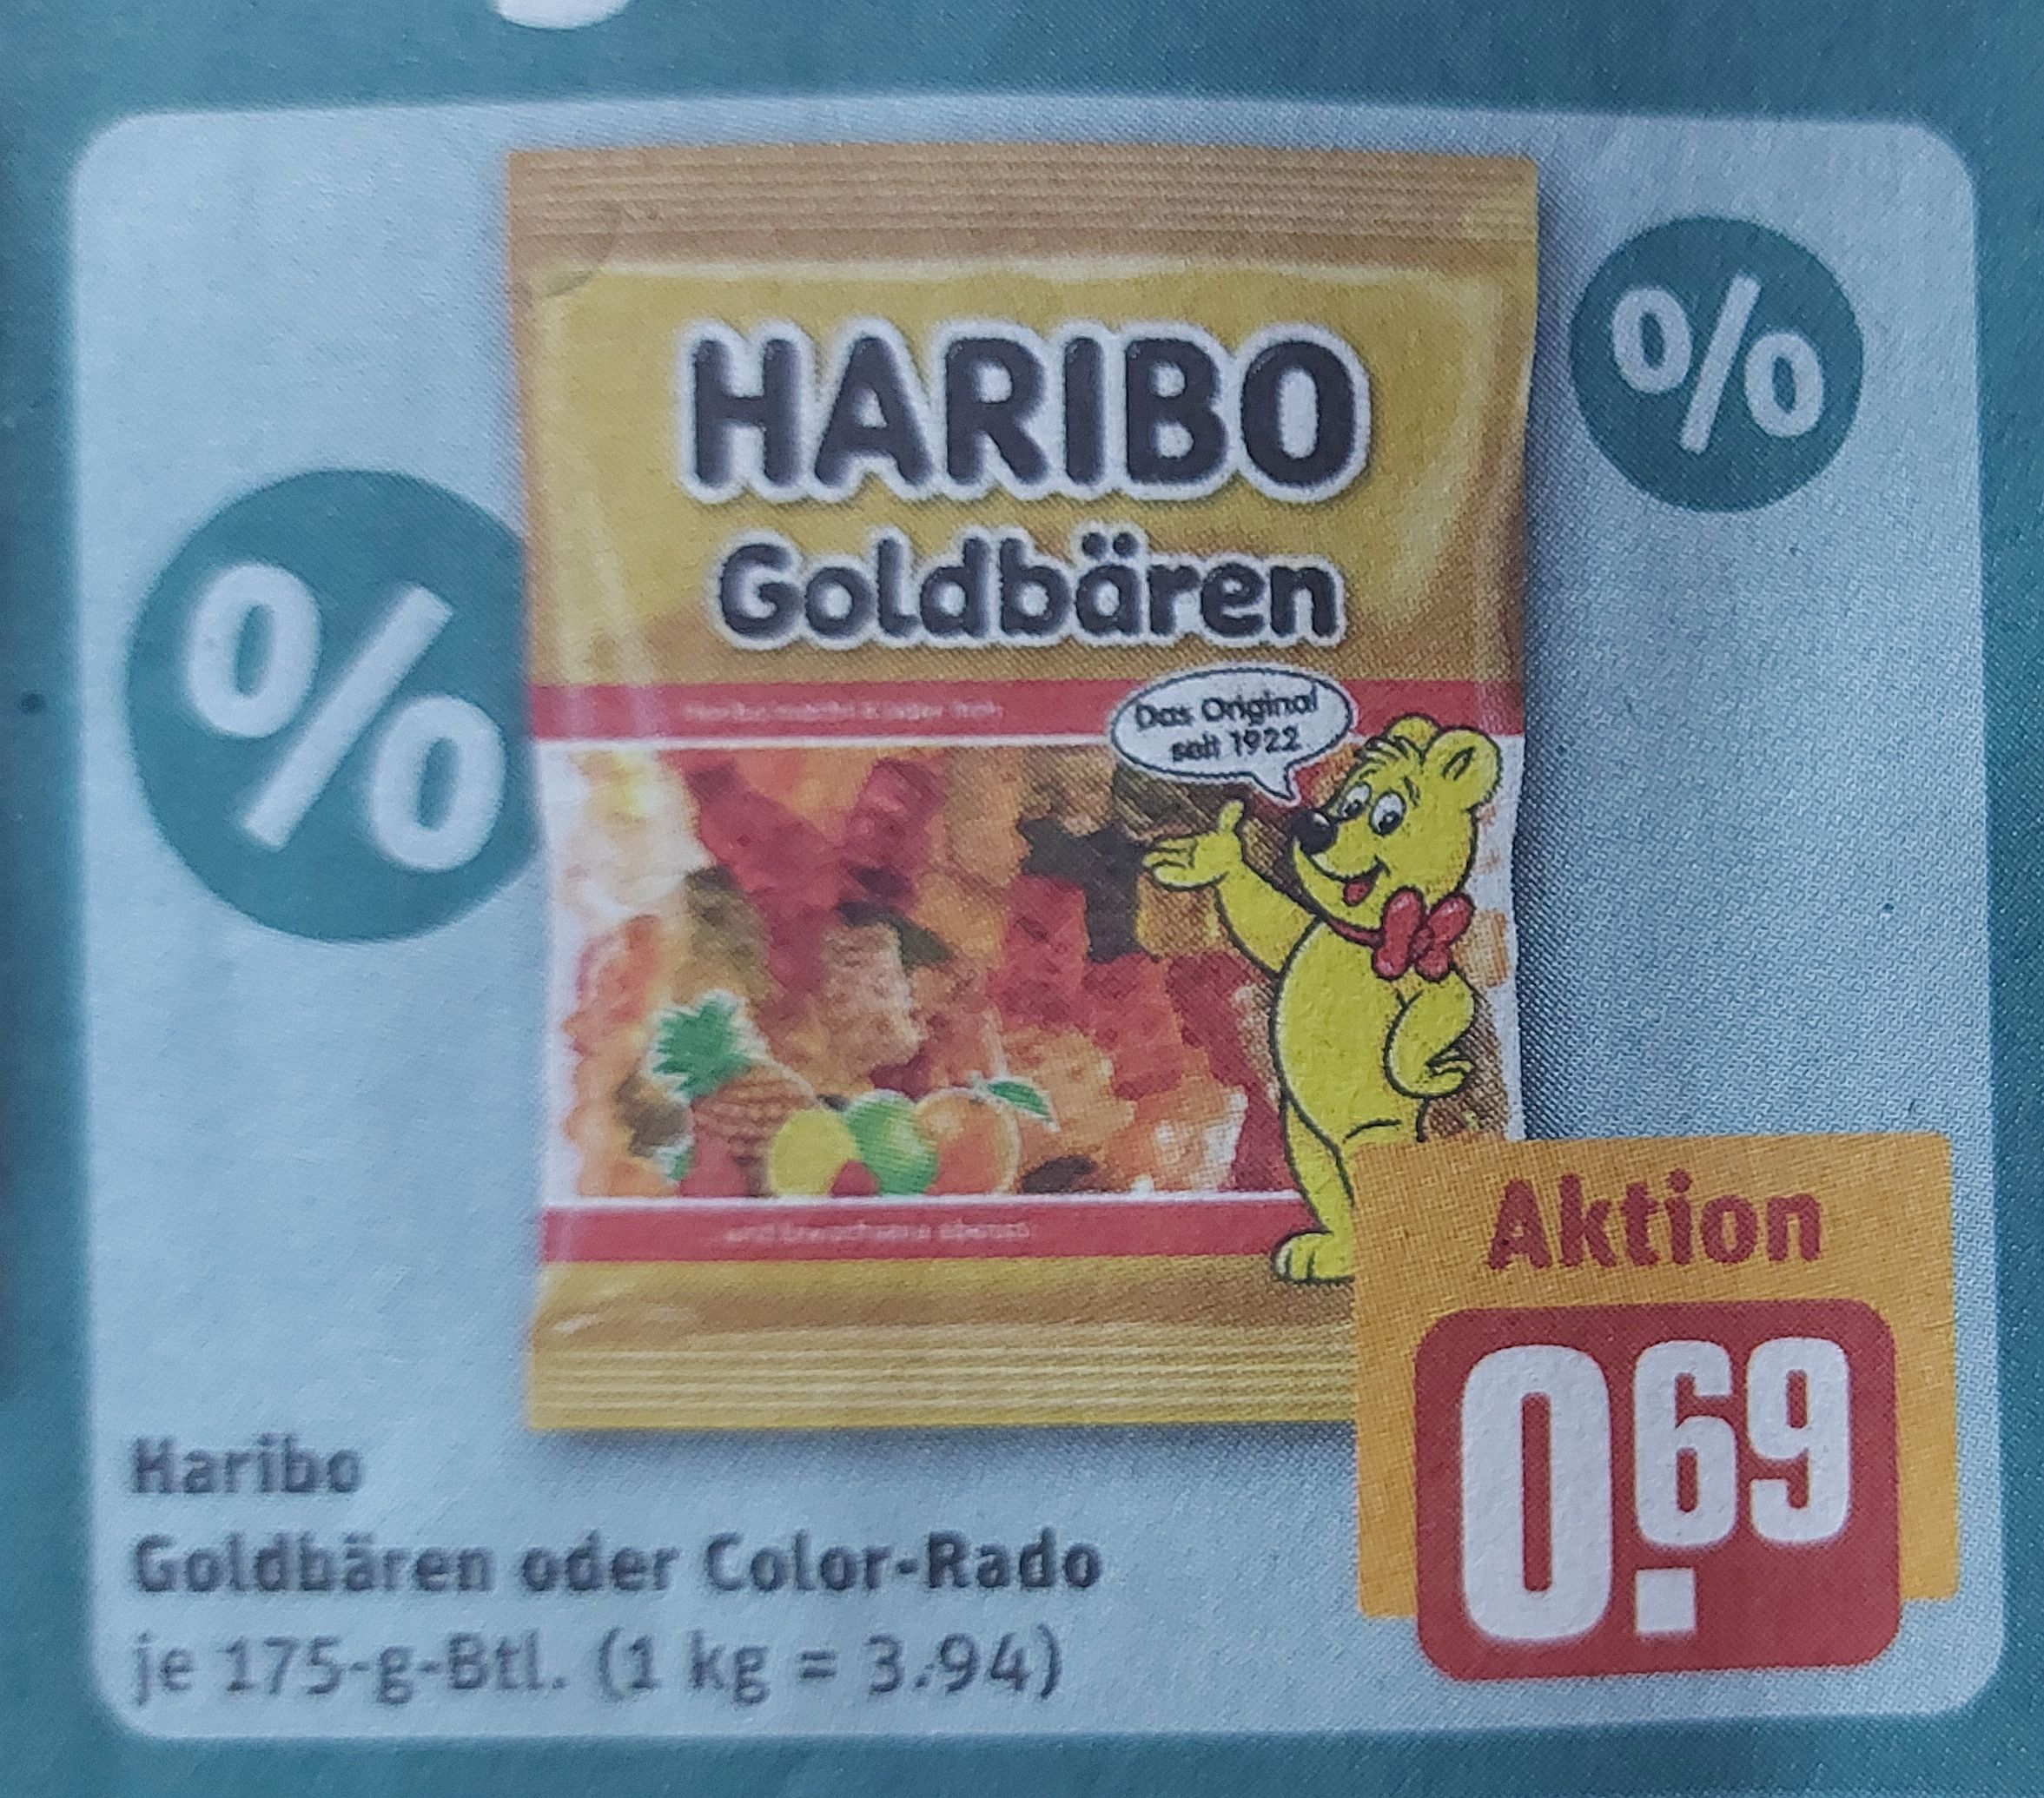 %
%
HARIBO
Goldbären
Das Original
seit 1922
Aktion
0.69
Haribo
Goldbären oder Color-Rado
je 175-g-Btl. (1 kg = 3.94)